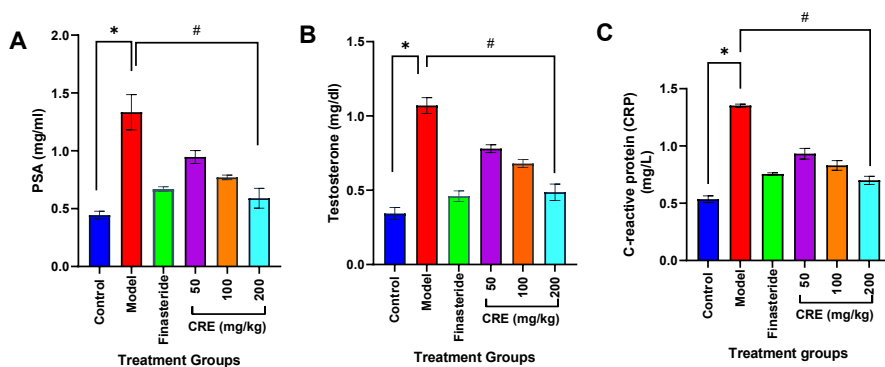 A
PSA (mg/ml)
2.0
1.5
1.0
0.5
0.0
*
#
Control
Model
Finasteride
50
100
200
CRE (mg/kg)
Treatment Groups
B
Testosterone (mg/dl)
1.5
1.0
0.5
0.0
*
#
Control
Model
Finasteride
50
100
200
CRE (mg/kg)
Treatment Groups
C
C-reactive protein (CRP)
(mg/L)
1.5
1.0
0.5
0.0
*
#
Control
Model
Finasteride
50
100
200
CRE (mg/kg)
Treatment groups